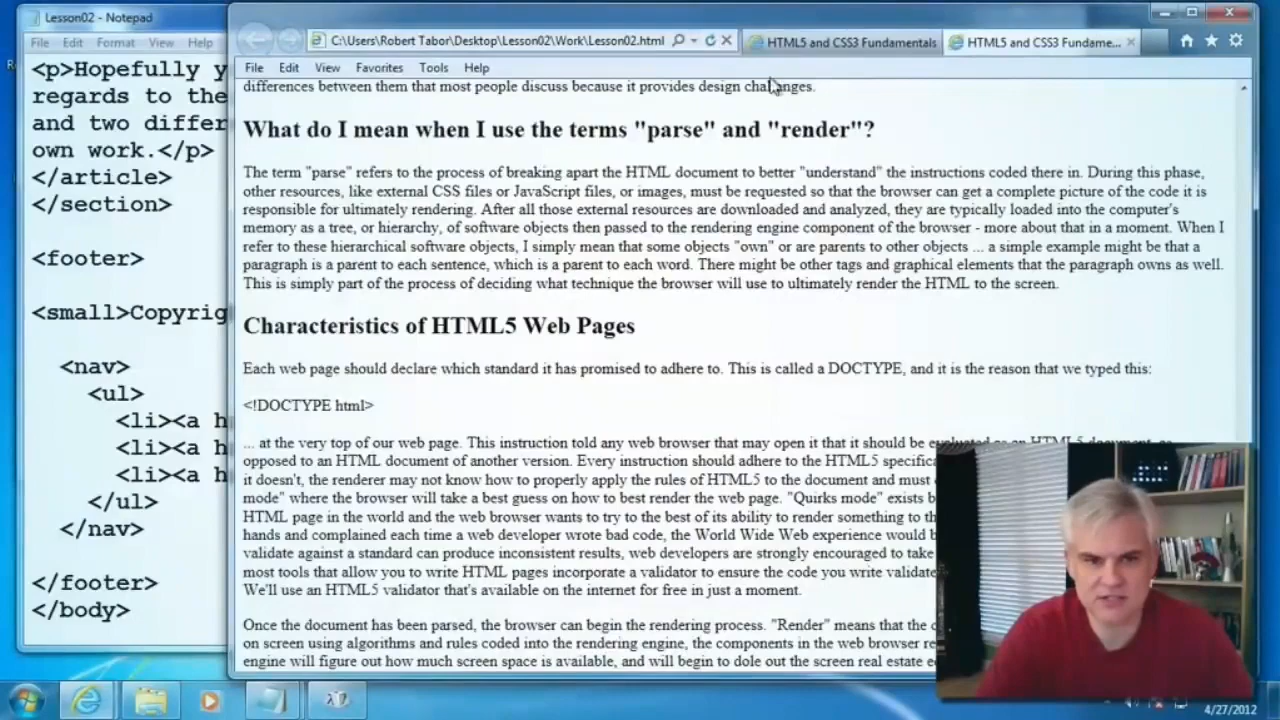 Lesson02 - Notepad
File Edit Format View Help
<p>Hopefully y
regards to the
and two differ
own work.</p>
</article>
</section>
<footer>
<small>Copyrig
<nav>
<ul>
<li><a h
<li><a h
<li><a h
</ul>
</nav>
</footer>
</body>
C:\Users\Robert Tabor\Desktop\Lesson02\Work\Lesson02.html
HTML5 and CSS3 Fundamentals
HTML5 and CSS3 Fundame...
File Edit View Favorites Tools Help
differences between them that most people discuss because it provides design challenges.
What do I mean when I use the terms "parse" and "render"?
The term "parse" refers to the process of breaking apart the HTML document to better "understand" the instructions coded there in. During this phase,
other resources, like external CSS files or JavaScript files, or images, must be requested so that the browser can get a complete picture of the code it is
responsible for ultimately rendering. After all those external resources are downloaded and analyzed, they are typically loaded into the computer's
memory as a tree, or hierarchy, of software objects then passed to the rendering engine component of the browser - more about that in a moment. When I
refer to these hierarchical software objects, I simply mean that some objects "own" or are parents to other objects ... a simple example might be that a
paragraph is a parent to each sentence, which is a parent to each word. There might be other tags and graphical elements that the paragraph owns as well.
This is simply part of the process of deciding what technique the browser will use to ultimately render the HTML to the screen.
Characteristics of HTML5 Web Pages
Each web page should declare which standard it has promised to adhere to. This is called a DOCTYPE, and it is the reason that we typed this:
<!DOCTYPE html>
... at the very top of our web page. This instruction told any web browser that may open it that it should be evaluated as an HTML5 document, as
opposed to an HTML document of another version. Every instruction should adhere to the HTML5 specifica
it doesn't, the renderer may not know how to properly apply the rules of HTML5 to the document and must
mode" where the browser will take a best guess on how to best render the web page. "Quirks mode" exists b
HTML page in the world and the web browser wants to try to the best of its ability to render something to th
hands and complained each time a web developer wrote bad code, the World Wide Web experience would b
validate against a standard can produce inconsistent results, web developers are strongly encouraged to take
most tools that allow you to write HTML pages incorporate a validator to ensure the code you write validate
We'll use an HTML5 validator that's available on the internet for free in just a moment.
Once the document has been parsed, the browser can begin the rendering process. "Render" means that the c
on screen using algorithms and rules coded into the rendering engine, the components in the web browser re
engine will figure out how much screen space is available, and will begin to dole out the screen real estate e
4/27/2012